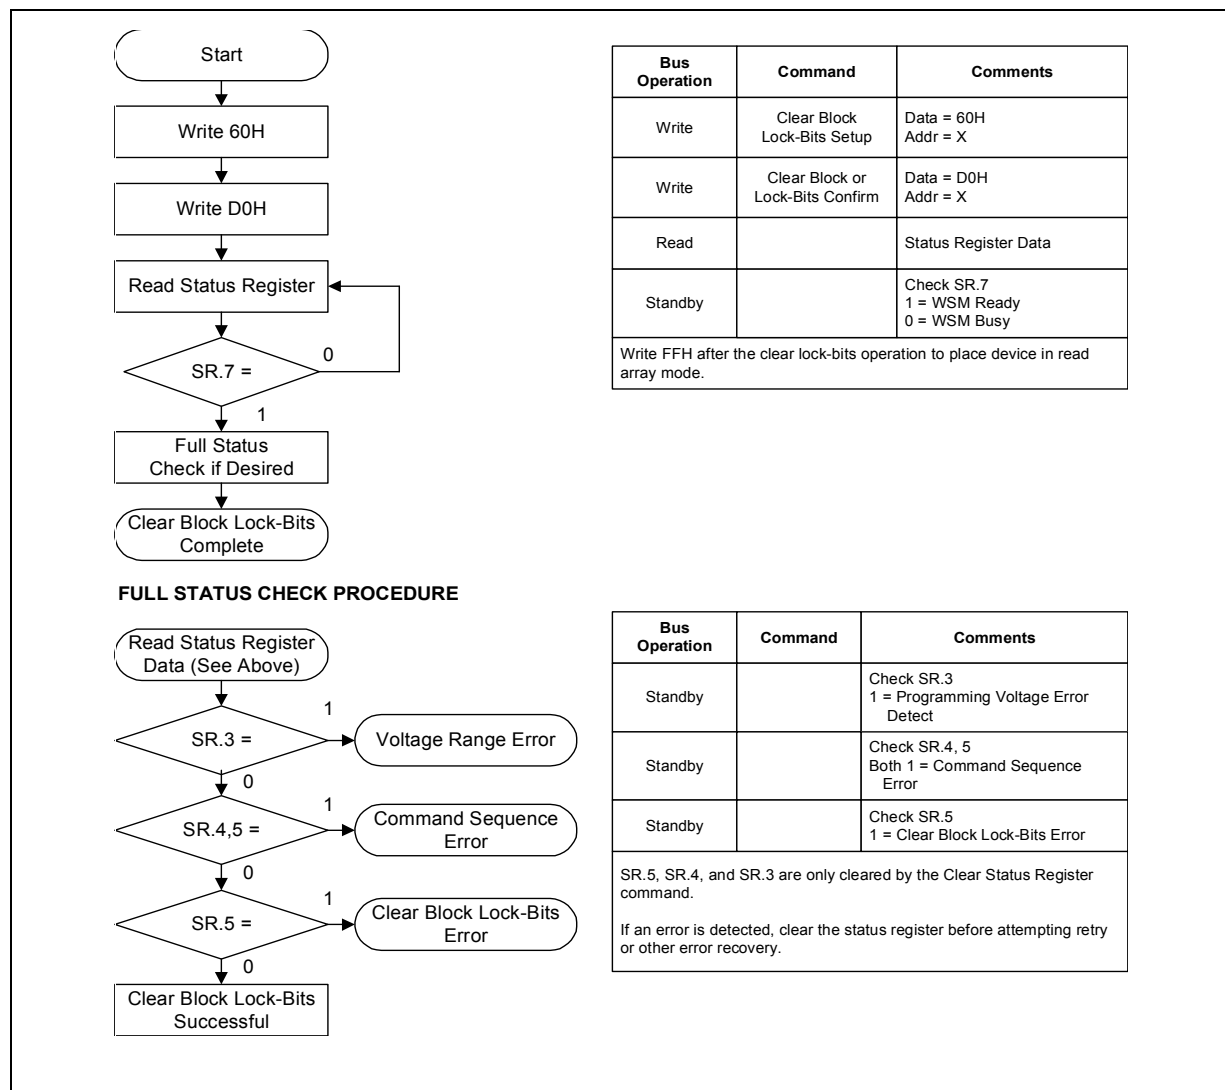 Start
Write 60H
Write D0H
Read Status Register
0
SR.7 =
1
Full Status
Check if Desired
Clear Block Lock-Bits
Complete
Bus
Operation
Command
Comments
Write
Clear Block
Lock-Bits Setup
Data = 60H
Addr = X
Write
Clear Block or
Lock-Bits Confirm
Data = D0H
Addr = X
Read
Status Register Data
Standby
Check SR.7
1 = WSM Ready
0 = WSM Busy
Write FFH after the clear lock-bits operation to place device in read
array mode.
FULL STATUS CHECK PROCEDURE
Read Status Register
Data (See Above)
1
SR.3 =
Voltage Range Error
0
1
SR.4,5 =
Command Sequence
Error
0
1
SR.5 =
Clear Block Lock-Bits
Error
0
Clear Block Lock-Bits
Successful
Bus
Operation
Command
Comments
Standby
Check SR.3
1 = Programming Voltage Error
Detect
Standby
Check SR.4, 5
Both 1 = Command Sequence
Error
Standby
Check SR.5
1 = Clear Block Lock-Bits Error
SR.5, SR.4, and SR.3 are only cleared by the Clear Status Register
command.
If an error is detected, clear the status register before attempting retry
or other error recovery.